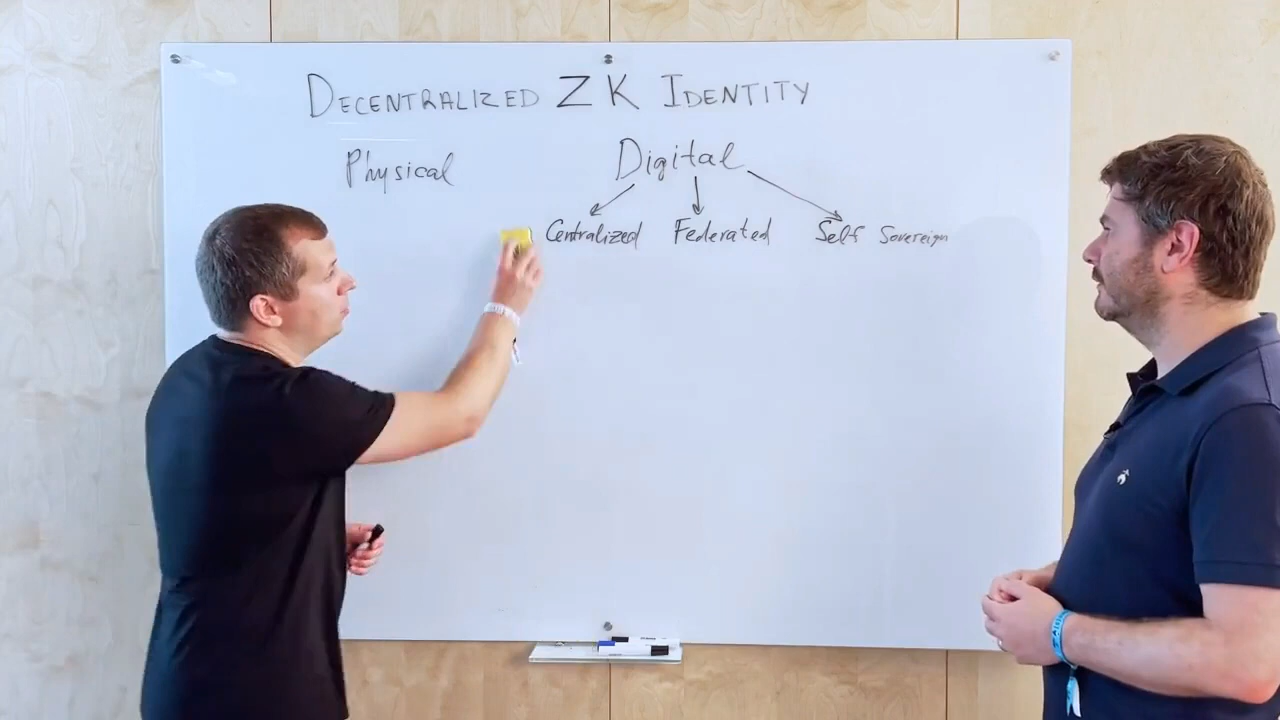 DECENTRALIZED ZK IDENTITY
Physical Digital
Centralized Federated Self Sovereign